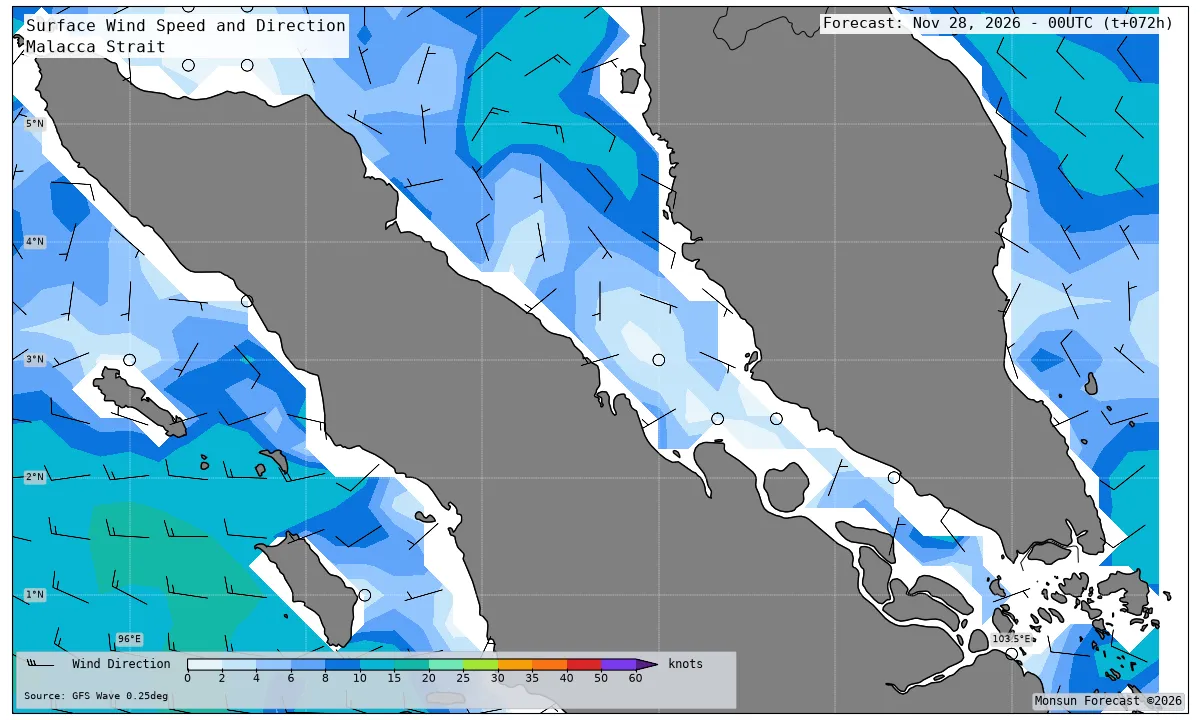 Surface Wind Speed and Direction
Malacca Strait
Forecast: Nov 28, 2026 - 00UTC (t+072h)
5°N
4°N
3°N
2°N
1°N
96°E
103.5°E
Wind Direction
0 2 4 6 8 10 15 20 25 30 35 40 50 60
knots
Source: GFS Wave 0.25deg
Monsun Forecast ©2026